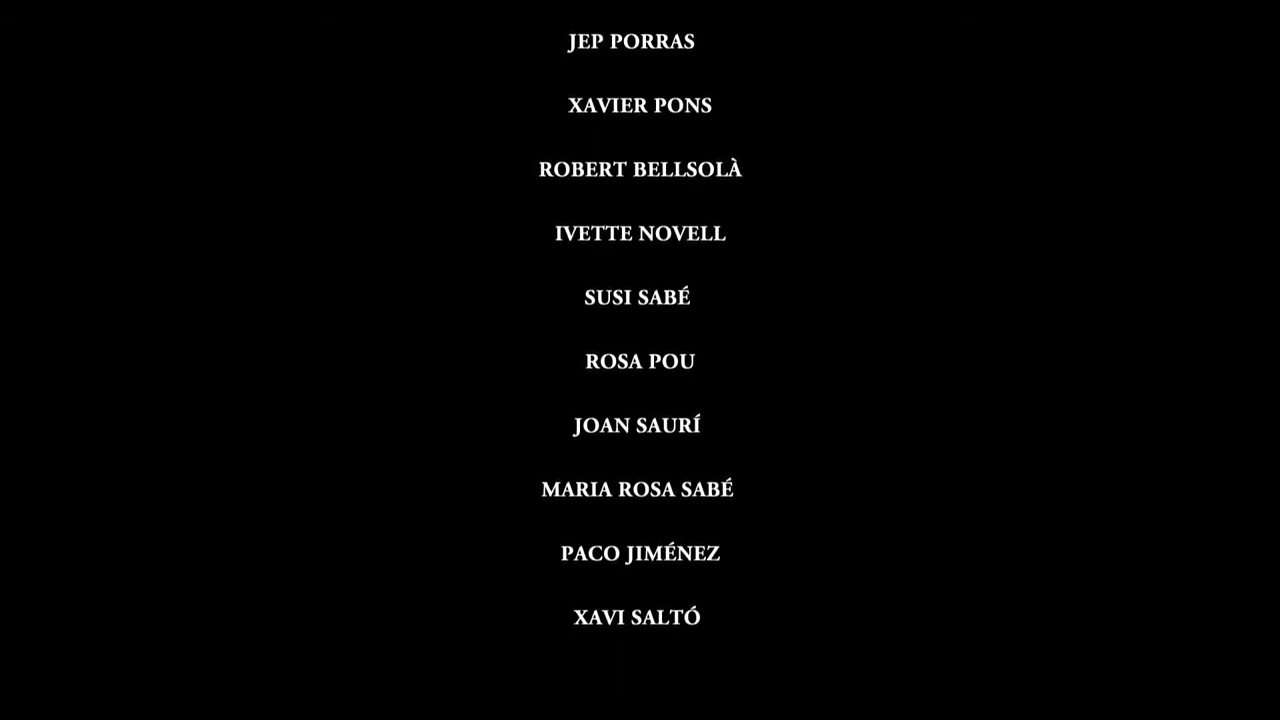 JEP PORRAS
XAVIER PONS
ROBERT BELLSOLÀ
IVETTE NOVELL
SUSI SABÉ
ROSA POU
JOAN SAURÍ
MARIA ROSA SABÉ
PACO JIMÉNEZ
XAVI SALTÓ